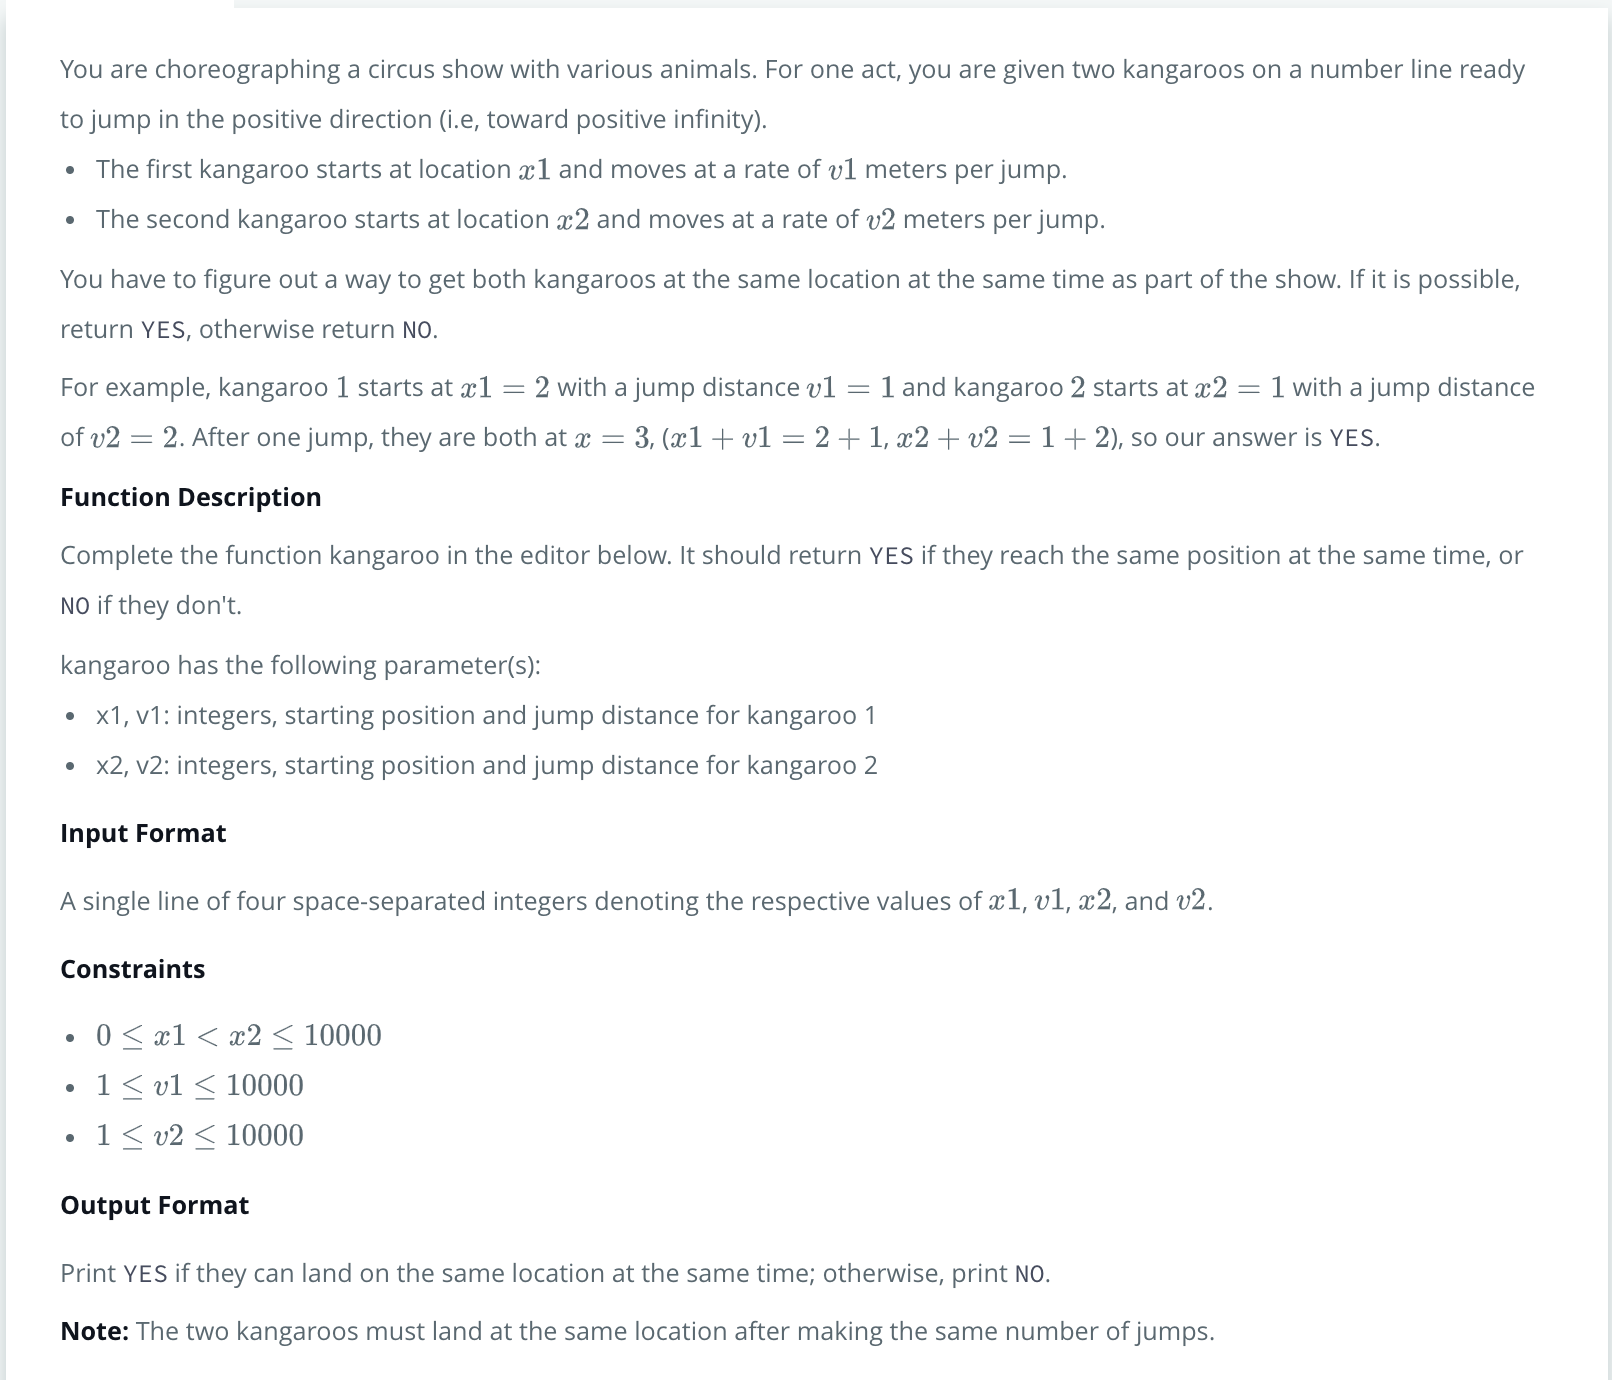 You are choreographing a circus show with various animals. For one act, you are given two kangaroos on a number line ready
to jump in the positive direction (i.e, toward positive infinity).
• The first kangaroo starts at location x1 and moves at a rate of v1 meters per jump.
• The second kangaroo starts at location x2 and moves at a rate of v2 meters per jump.
You have to figure out a way to get both kangaroos at the same location at the same time as part of the show. If it is possible,
return YES, otherwise return NO.
For example, kangaroo 1 starts at x1 = 2 with a jump distance v1 = 1 and kangaroo 2 starts at x2 = 1 with a jump distance
of v2 = 2. After one jump, they are both at x = 3, (x1 + v1 = 2 + 1, x2 + v2 = 1 + 2), so our answer is YES.
Function Description
Complete the function kangaroo in the editor below. It should return YES if they reach the same position at the same time, or
NO if they don't.
kangaroo has the following parameter(s):
• x1, v1: integers, starting position and jump distance for kangaroo 1
• x2, v2: integers, starting position and jump distance for kangaroo 2
Input Format
A single line of four space-separated integers denoting the respective values of x1, v1, x2, and v2.
Constraints
• 0 ≤ x1 < x2 ≤ 10000
• 1 ≤ v1 ≤ 10000
• 1 ≤ v2 ≤ 10000
Output Format
Print YES if they can land on the same location at the same time; otherwise, print NO.
Note: The two kangaroos must land at the same location after making the same number of jumps.